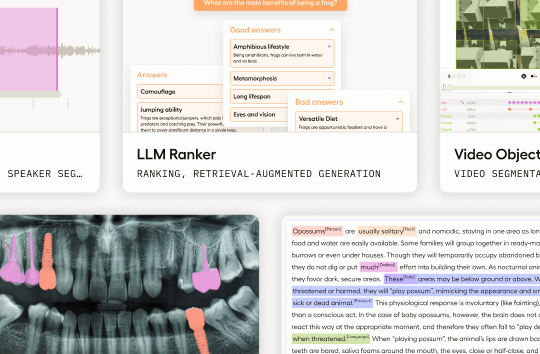 What are the main benefits of being a frog?
Good answers
Amphibious lifestyle
Being amphibians, frogs can live both in water
and on land.
Metamorphosis
Long lifespan
Eyes and vision
Answers
Camouflage
Jumping ability
Frogs are exceptional jumpers, which aids
predators and catching prey. Their powerf
them to cover significant distance in a single leap.
Bad answers
Versatile Diet
Frogs are opportunistic feeders and have a
SPEAKER SEG…
LLM Ranker
RANKING, RETRIEVAL-AUGMENTED GENERATION
Video Object
VIDEO SEGMENTA
Opossums[Person] are usually solitary[Fact] and nomadic, staying in one area as lon
food and water are easily available. Some families will group together in ready-ma
burrows or even under houses. Though they will temporarily occupy abandoned b
they do not dig or put much[Ordinal] effort into building their own. As nocturnal anim
they favor dark, secure areas. These areas may be below ground or above. W
threatened or harmed, they will "play possum", mimicking the appearance and sm
sick or dead animal.[Product] This physiological response is involuntary (like fainting),
than a conscious act. In the case of baby opossums, however, the brain does not a
react this way at the appropriate moment, and therefore they often fail to "play de
when threatened.[Language] When "playing possum", the animal's lips are drawn bac
teeth are bared, saliva foams around the mouth, the eyes close or half-close, and